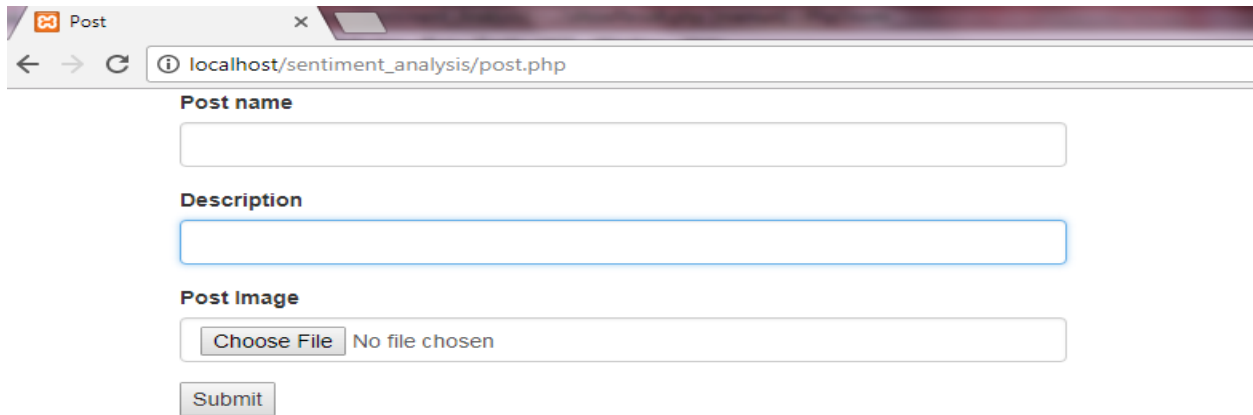 Post
localhost/sentiment_analysis/post.php
Post name
Description
Post Image
Choose File No file chosen
Submit